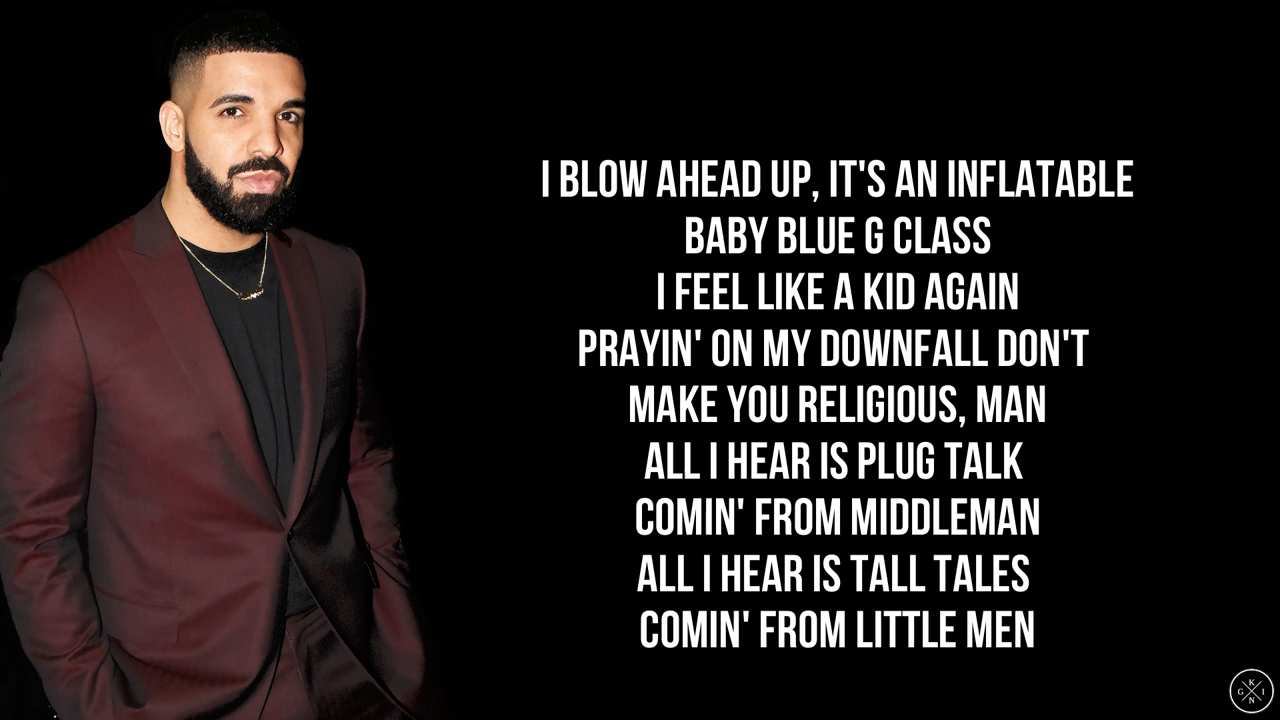 I BLOW AHEAD UP, IT'S AN INFLATABLE
BABY BLUE G CLASS
I FEEL LIKE A KID AGAIN
PRAYIN' ON MY DOWNFALL DON'T
MAKE YOU RELIGIOUS, MAN
ALL I HEAR IS PLUG TALK
COMIN' FROM MIDDLEMAN
ALL I HEAR IS TALL TALES
COMIN' FROM LITTLE MEN
K
G I
N